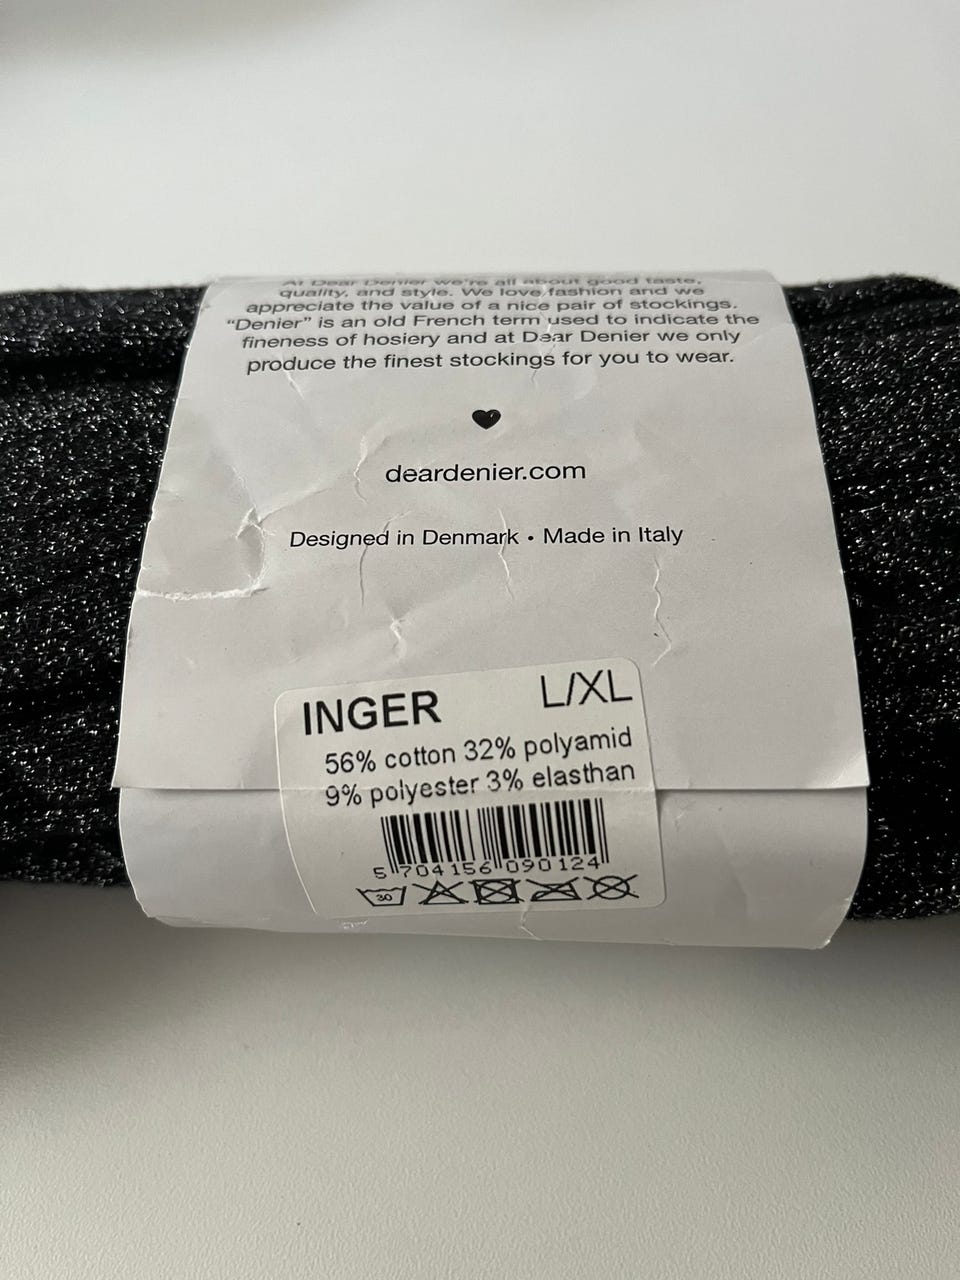 At Dear Denier we're all about good taste,
quality, and style. We love fashion and we
appreciate the value of a nice pair of stockings.
"Denier" is an old French term used to indicate the
fineness of hosiery and at Dear Denier we only
produce the finest stockings for you to wear.
deardenier.com
Designed in Denmark • Made in Italy
INGER L/XL
56% cotton 32% polyamid
9% polyester 3% elasthan
5 704156 090124
30